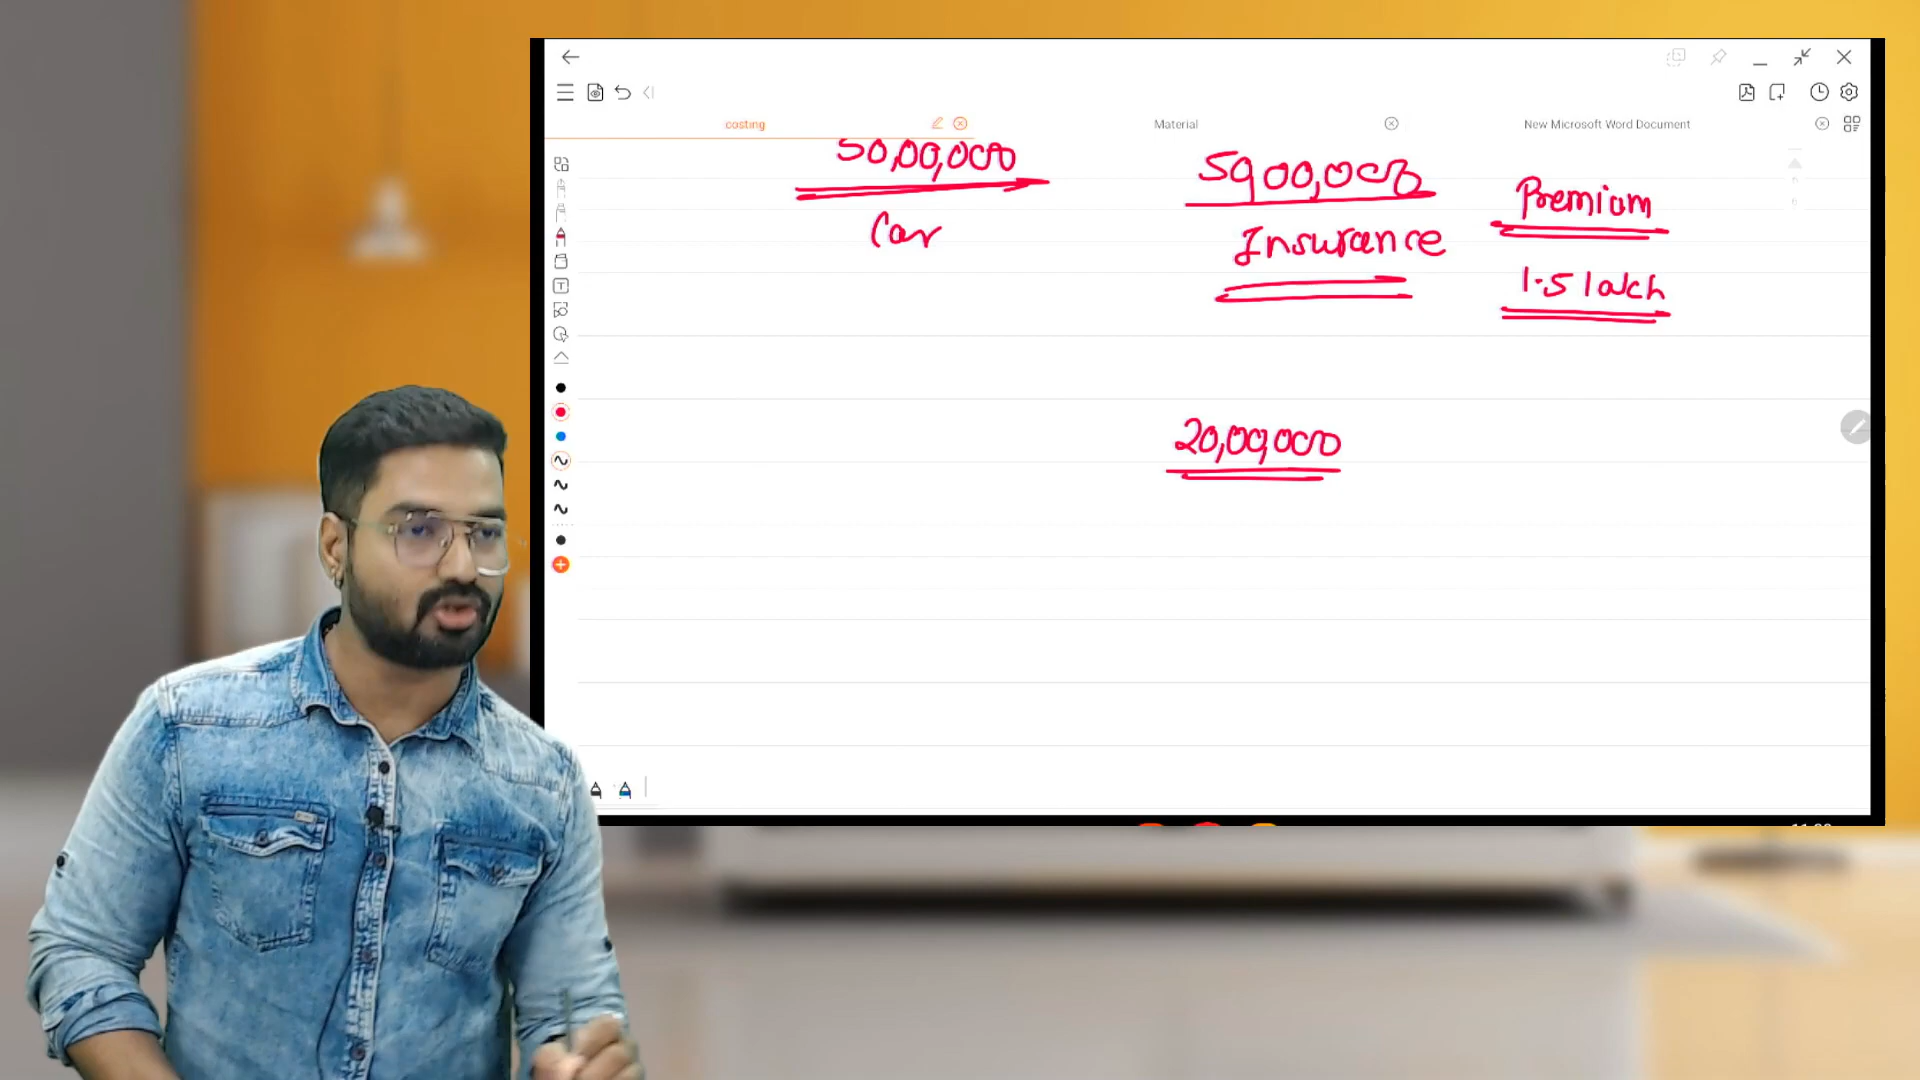 costing Material New Microsoft Word Document
50,00,000 50,00,000 Premium
Car Insurance 1.5 lakh
20,00,000